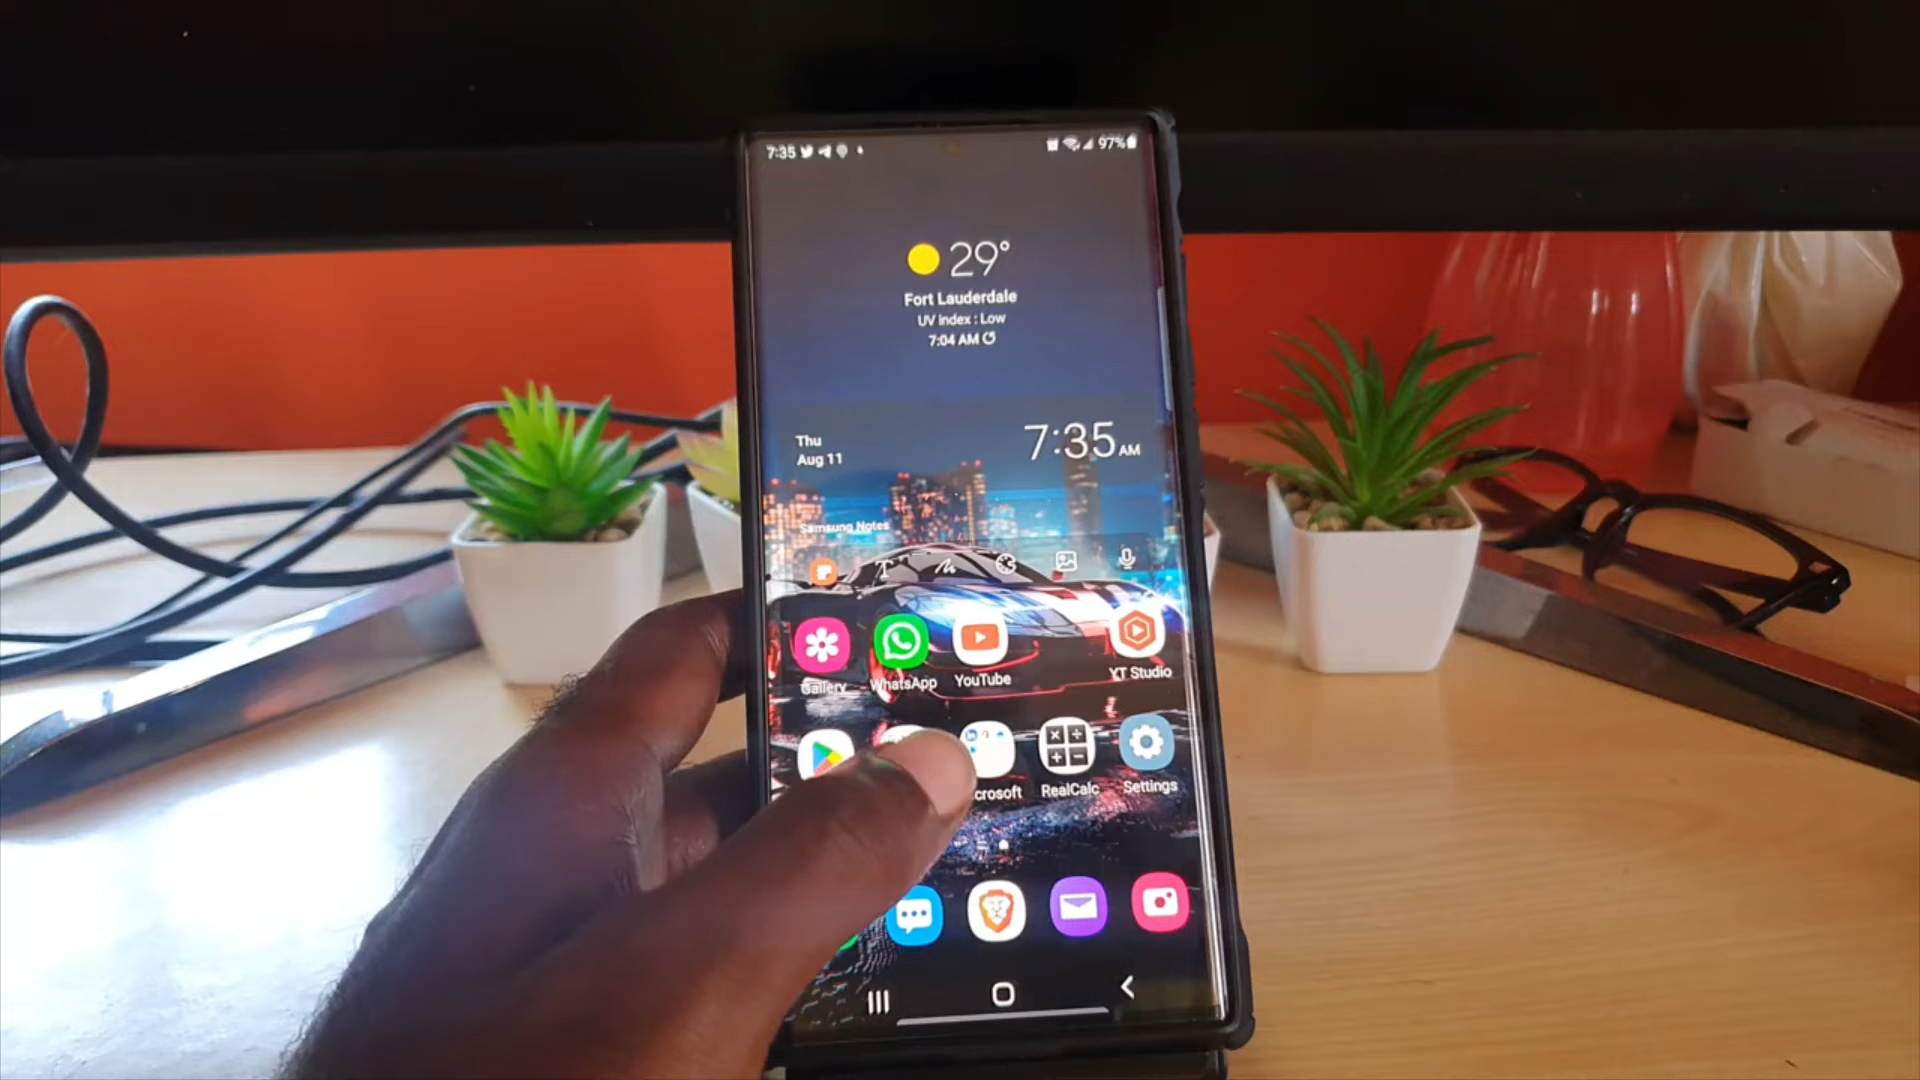 7:35
97%
29°
Fort Lauderdale
UV index : Low
7:04 AM
Thu
7:35 AM
Aug 11
Samsung Notes
Gallery
WhatsApp
YouTube
YT Studio
crosoft
RealCalc
Settings